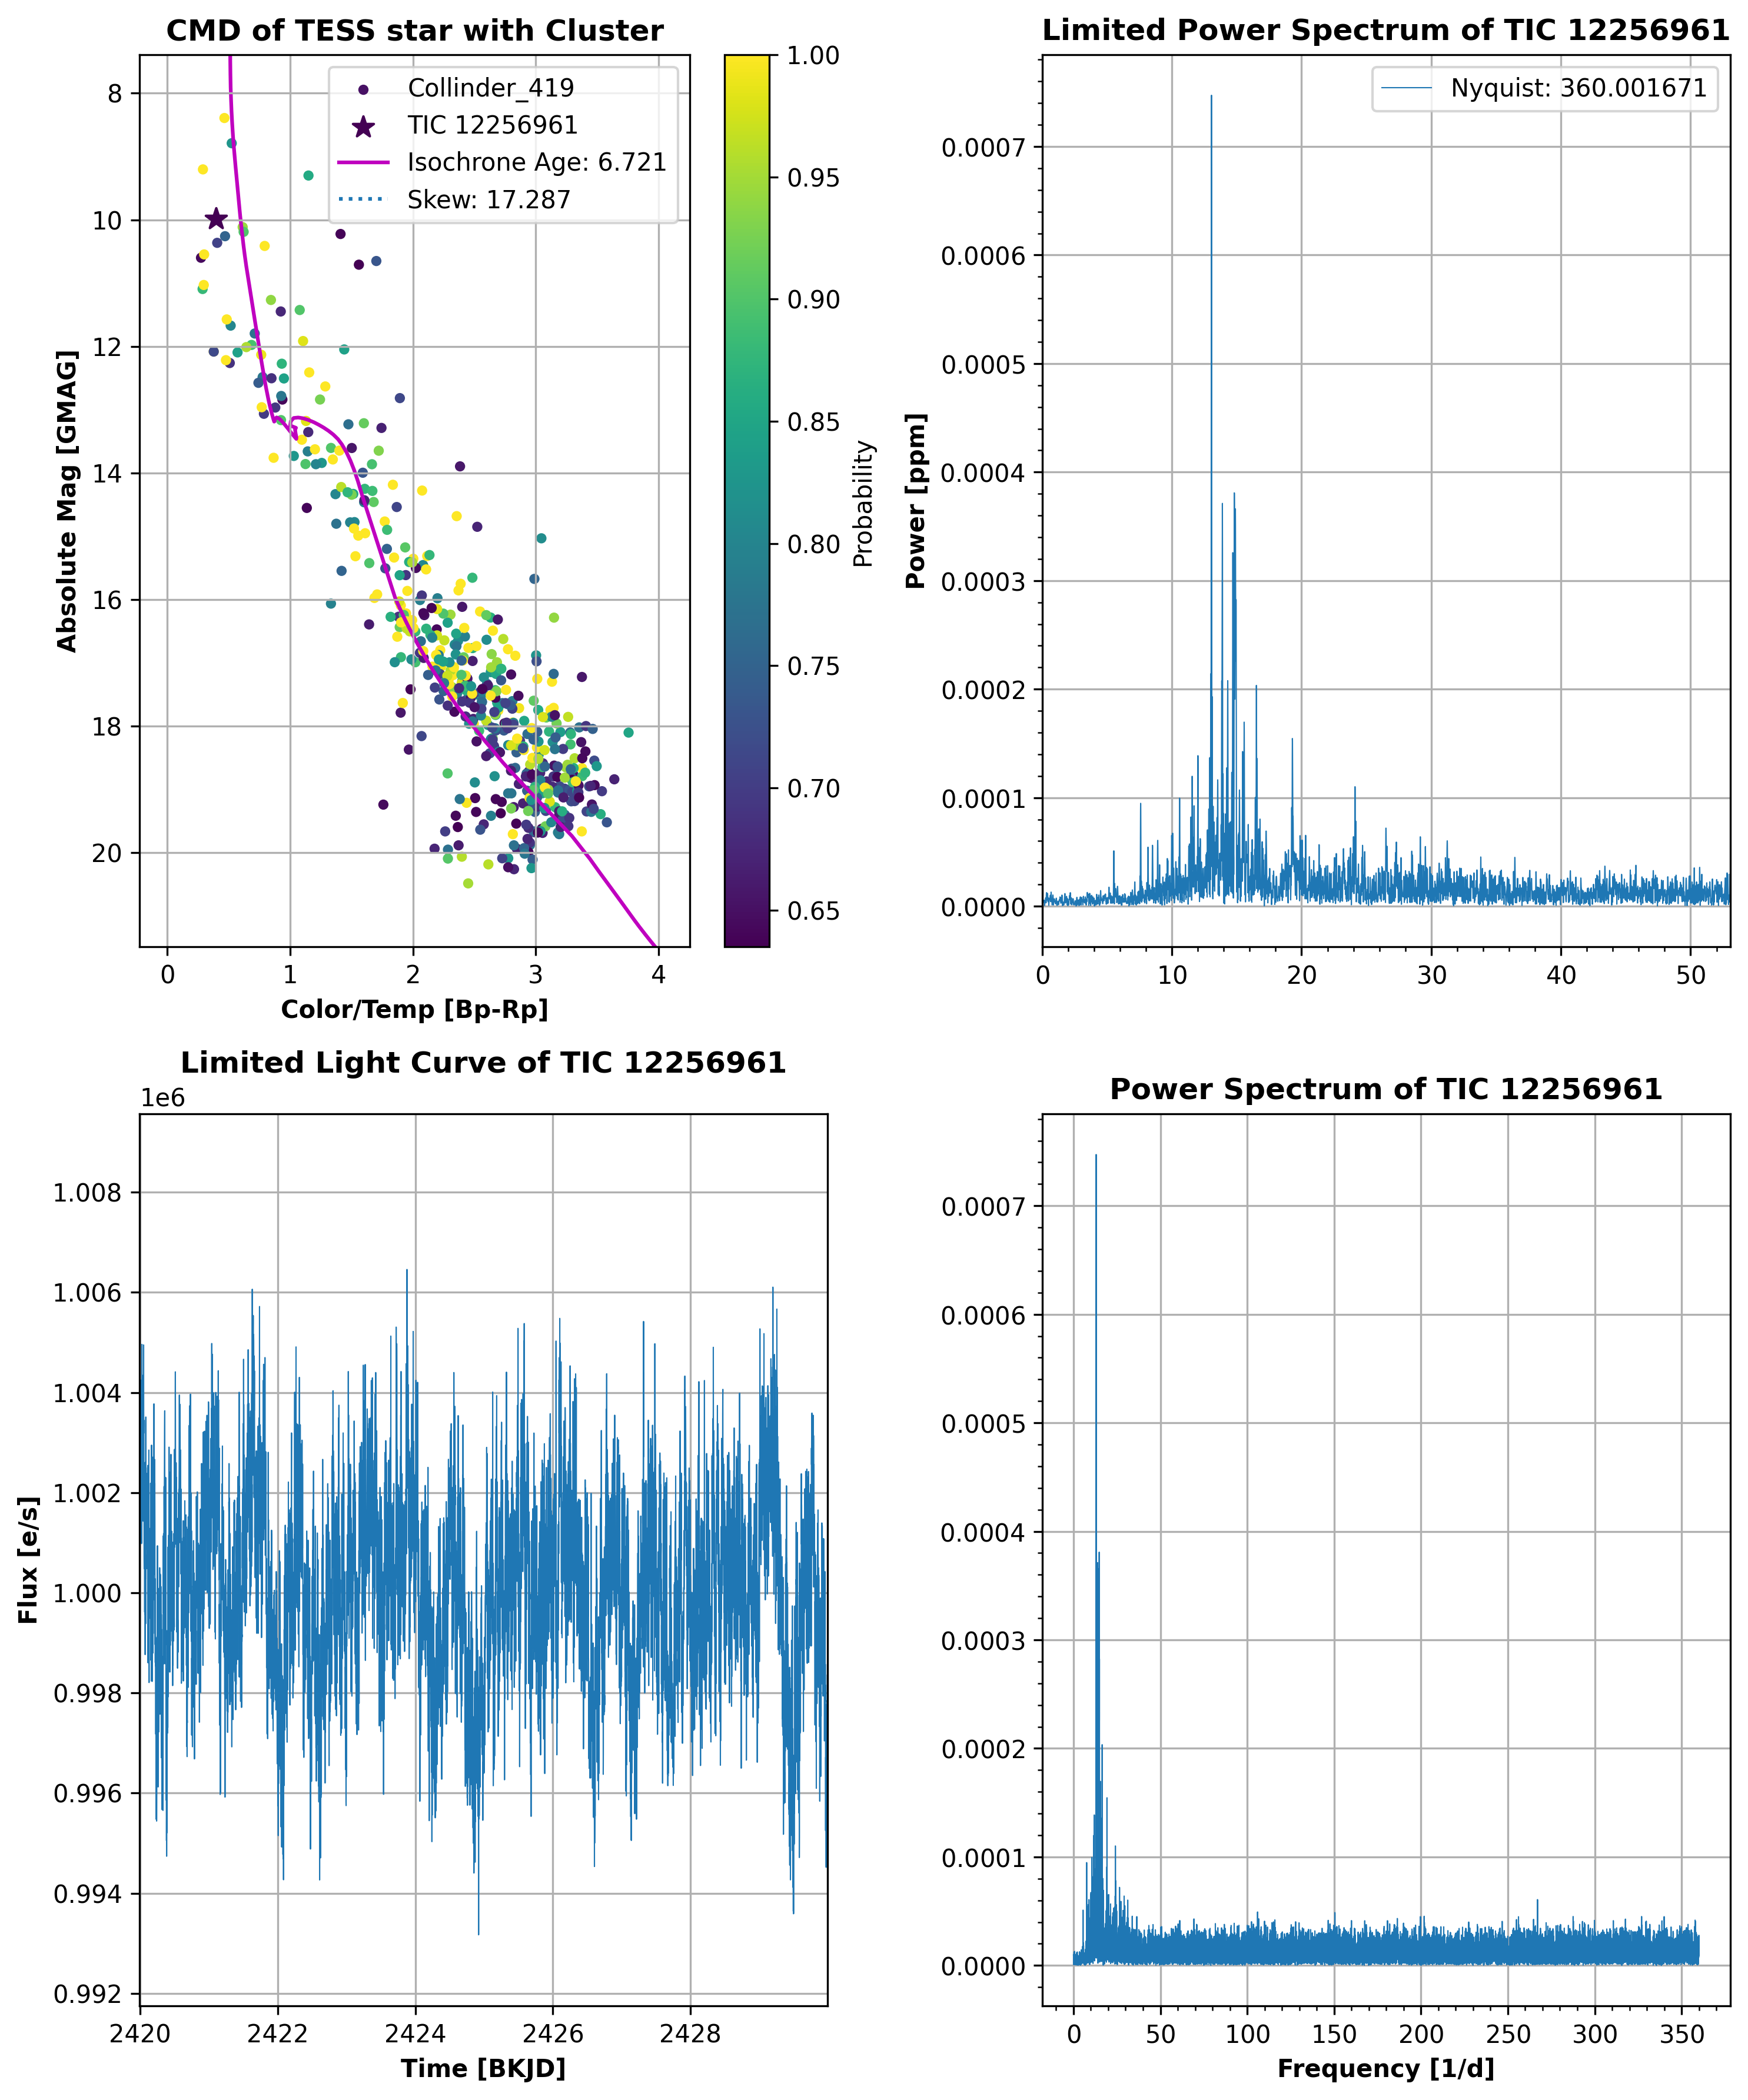 CMD of TESS star with Cluster
8
10
12
14
16
18
20
Absolute Mag [GMAG]
0 1 2 3 4
Color/Temp [Bp-Rp]
Collinder_419
TIC 12256961
Isochrone Age: 6.721
Skew: 17.287
1.00
0.95
0.90
0.85
0.80
0.75
0.70
0.65
Probability
Limited Power Spectrum of TIC 12256961
Nyquist: 360.001671
0.0007
0.0006
0.0005
0.0004
0.0003
0.0002
0.0001
0.0000
Power [ppm]
0 10 20 30 40 50
Limited Light Curve of TIC 12256961
1e6
1.008
1.006
1.004
1.002
1.000
0.998
0.996
0.994
0.992
Flux [e/s]
2420 2422 2424 2426 2428
Time [BKJD]
Power Spectrum of TIC 12256961
0.0007
0.0006
0.0005
0.0004
0.0003
0.0002
0.0001
0.0000
0 50 100 150 200 250 300 350
Frequency [1/d]